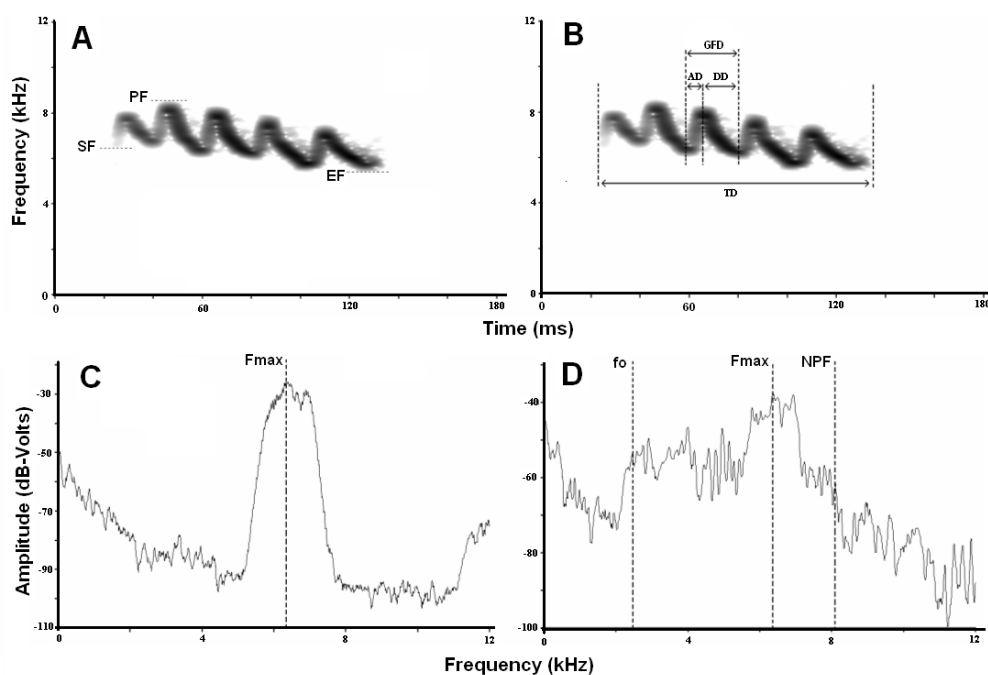 A
Frequency (kHz)
12
8
4
0
PF
SF
EF
0
60
120
180
B
12
8
4
0
GFD
AD
DD
TD
0
60
120
180
Time (ms)
C
Fmax
Amplitude (dB-Volts)
-30
-50
-70
-90
-110
0
4
8
12
D
fo
Fmax
NPF
-40
-60
-80
-100
0
4
8
12
Frequency (kHz)